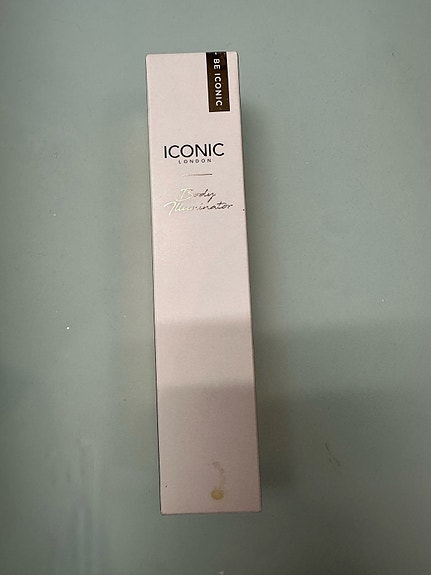 BE ICONIC
ICONIC
LONDON
Body
Illuminator